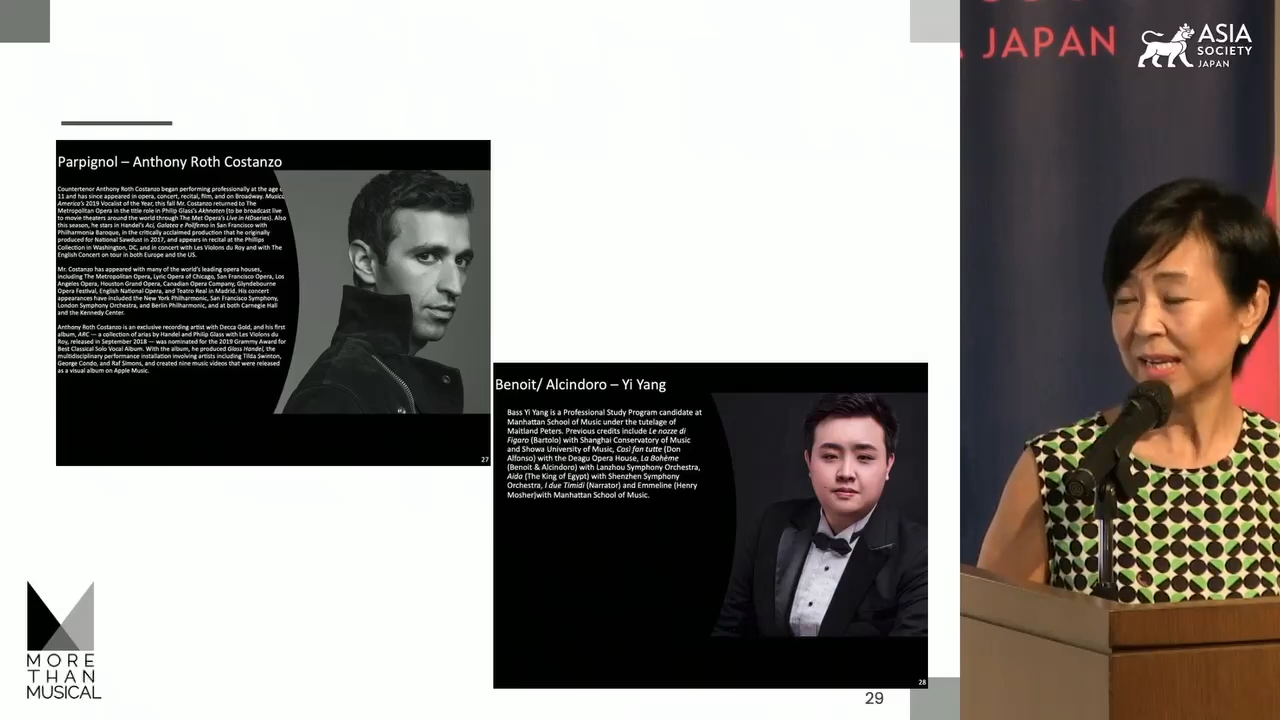 Parpignol – Anthony Roth Costanzo
Countertenor Anthony Roth Costanzo began performing professionally at the age
11 and has since appeared in opera, concert, recital, film, and on Broadway. Musical
America's 2019 Vocalist of the Year, this fall Mr. Costanzo returned to The
Metropolitan Opera in the title role in Philip Glass's Akhnaten (to be broadcast live
to movie theaters around the world through The Met Opera's Live in HDseries). Also
this season, he stars in Handel's Aci, Galatea e Polifemo in San Francisco with
Philharmonia Baroque, in the critically acclaimed production that he originally
produced for National Sawdust in 2017, and appears in recital at the Phillips
Collection in Washington, DC, and in concert with Les Violons du Roy and with The
English Concert on tour in both Europe and the US.
Mr. Costanzo has appeared with many of the world's leading opera houses,
including The Metropolitan Opera, Lyric Opera of Chicago, San Francisco Opera, Los
Angeles Opera, Houston Grand Opera, Canadian Opera Company, Glyndebourne
Opera Festival, English National Opera, and Teatro Real in Madrid. His concert
appearances have included the New York Philharmonic, San Francisco Symphony,
London Symphony Orchestra, and Berlin Philharmonic, and at both Carnegie Hall
and the Kennedy Center.
Anthony Roth Costanzo is an exclusive recording artist with Decca Gold, and his first
album, ARC — a collection of arias by Handel and Philip Glass with Les Violons du
Roy, released in September 2018 — was nominated for the 2019 Grammy Award for
Best Classical Solo Vocal Album. With the album, he produced Glass Handel, the
multidisciplinary performance installation involving artists including Tilda Swinton,
George Condo, and Raf Simons, and created nine music videos that were released
as a visual album on Apple Music.
27
Benoit/ Alcindoro – Yi Yang
Bass Yi Yang is a Professional Study Program candidate at
Manhattan School of Music under the tutelage of
Maitland Peters. Previous credits include Le nozze di
Figaro (Bartolo) with Shanghai Conservatory of Music
and Showa University of Music, Così fan tutte (Don
Alfonso) with the Deagu Opera House, La Bohème
(Benoit & Alcindoro) with Lanzhou Symphony Orchestra,
Aida (The King of Egypt) with Shenzhen Symphony
Orchestra, I due Timidi (Narrator) and Emmeline (Henry
Mosher)with Manhattan School of Music.
28
MORE
THAN
MUSICAL
29
JAPAN
ASIA
SOCIETY
JAPAN